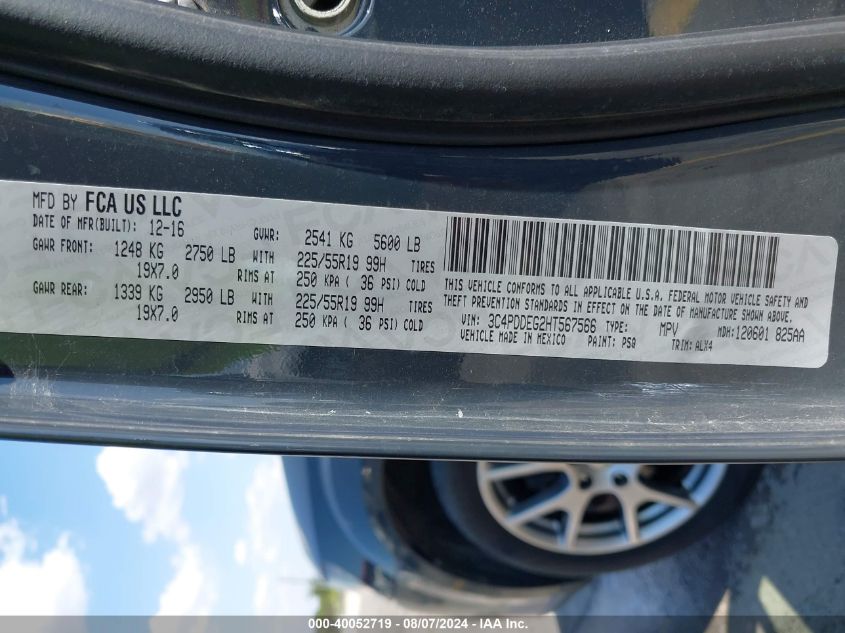 MFD BY FCA US LLC
DATE OF MFR(BUILT): 12-16 GVWR: 2541 KG 5600 LB
GAWR FRONT: 1248 KG 2750 LB WITH 225/55R19 99H TIRES
19X7.0 RIMS AT 250 KPA ( 36 PSI) COLD
GAWR REAR: 1339 KG 2950 LB WITH 225/55R19 99H TIRES
19X7.0 RIMS AT 250 KPA ( 36 PSI) COLD
THIS VEHICLE CONFORMS TO ALL APPLICABLE U.S.A. FEDERAL MOTOR VEHICLE SAFETY AND
THEFT PREVENTION STANDARDS IN EFFECT ON THE DATE OF MANUFACTURE SHOWN ABOVE.
VIN: 3C4PDDEG2HT567566 TYPE: MPV MDH:120601 825AA
VEHICLE MADE IN MEXICO PAINT: PSQ TRIM: ALX4
000-40052719 - 08/07/2024 - IAAI.com